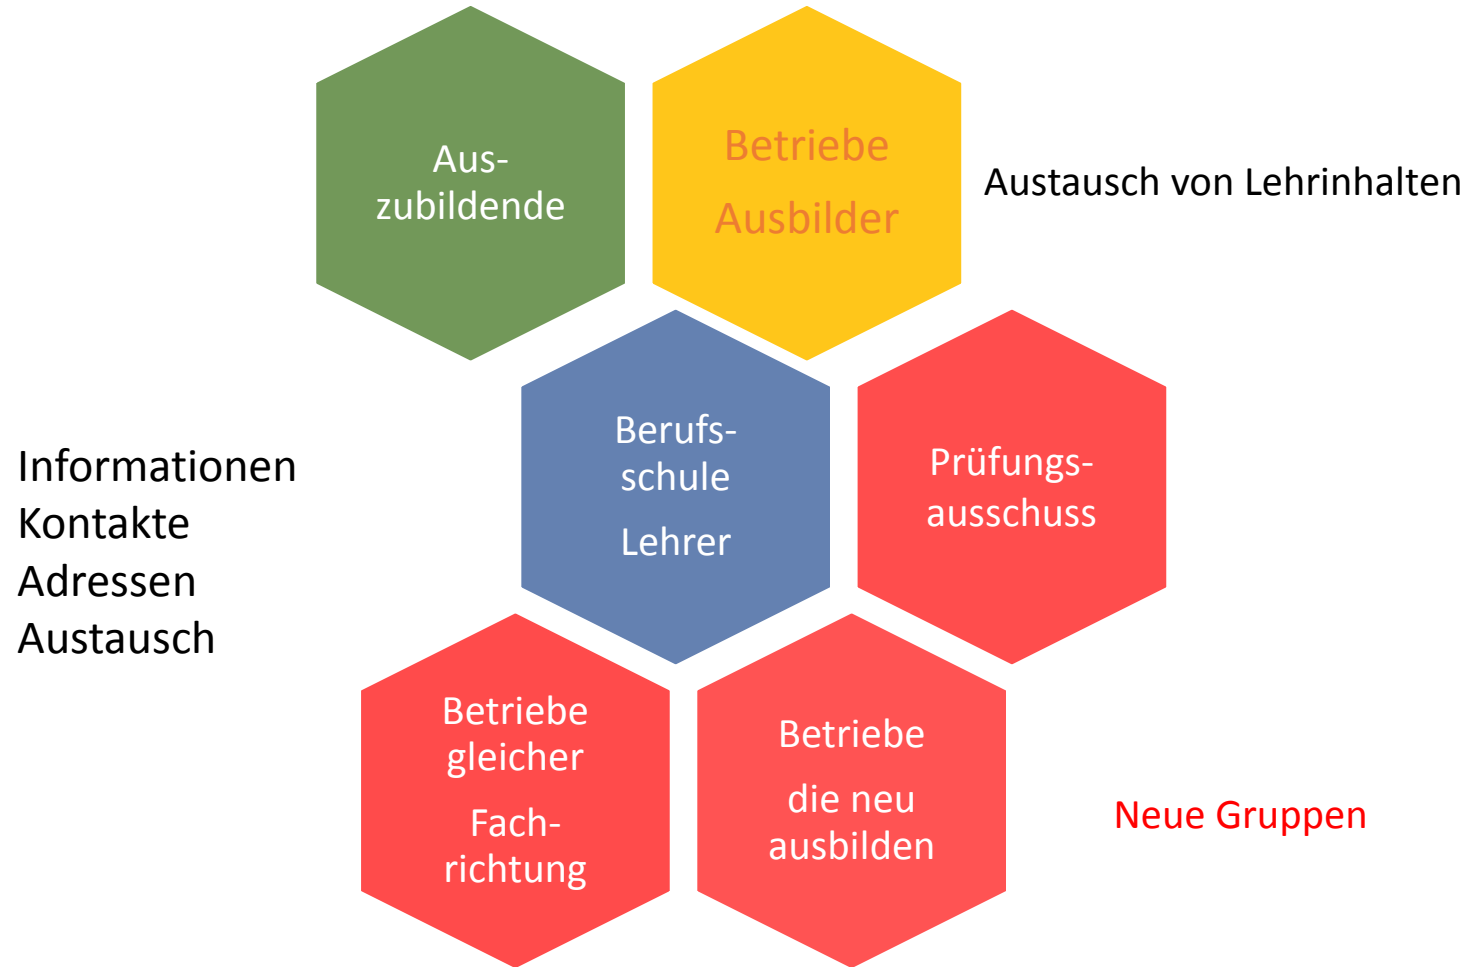 Aus-
zubildende
Betriebe
Ausbilder
Austausch von Lehrinhalten
Informationen
Kontakte
Adressen
Austausch
Berufs-
schule
Lehrer
Prüfungs-
ausschuss
Betriebe
gleicher
Fach-
richtung
Betriebe
die neu
ausbilden
Neue Gruppen